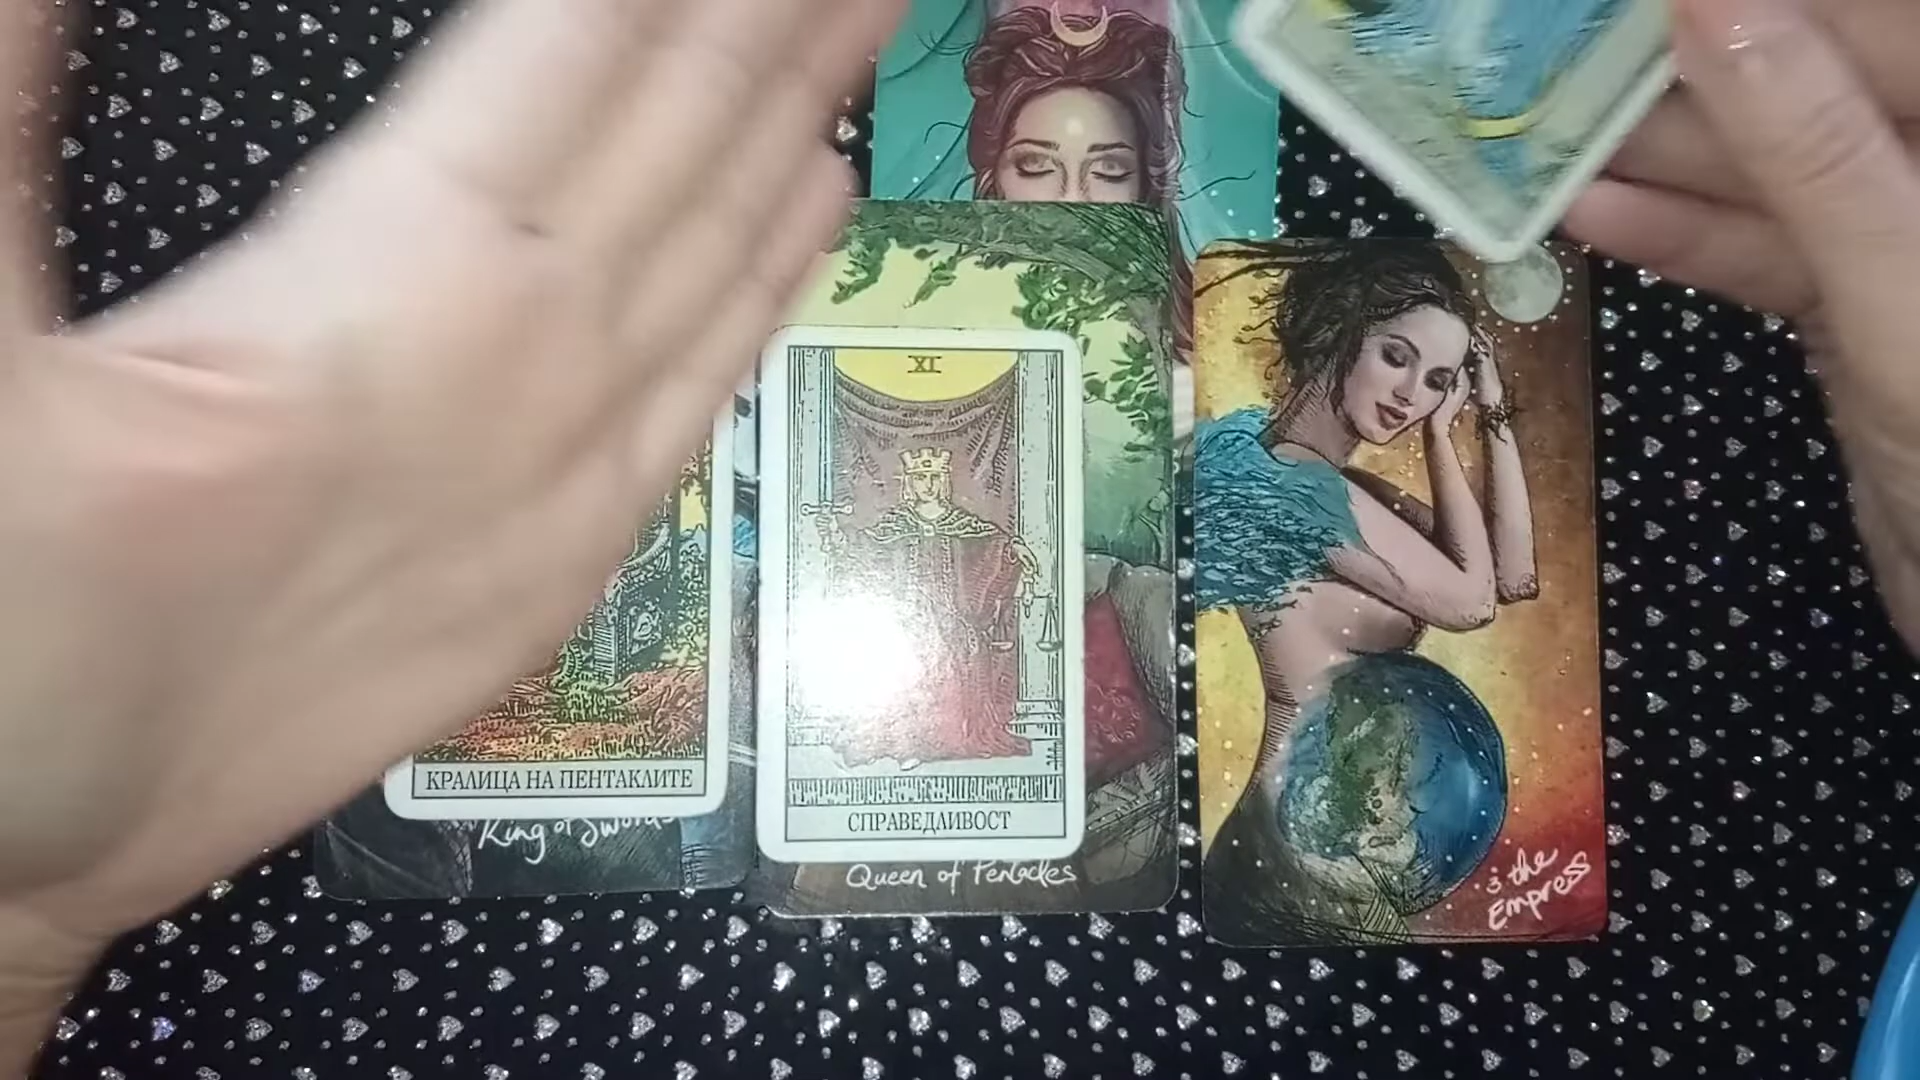 XI
КРАЛИЦА НА ПЕНТАКЛИТЕ
King of Swords
СПРАВЕДЛИВОСТ
Queen of Pentacles
3 the
Empress